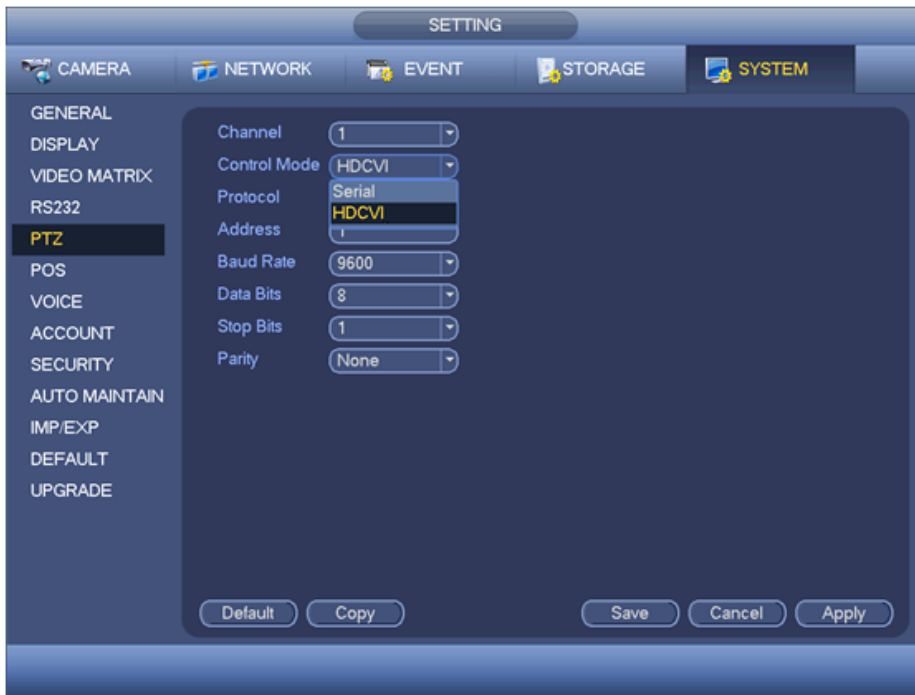 SETTING
CAMERA NETWORK EVENT STORAGE SYSTEM
GENERAL
DISPLAY
VIDEO MATRIX
RS232
PTZ
POS
VOICE
ACCOUNT
SECURITY
AUTO MAINTAIN
IMP/EXP
DEFAULT
UPGRADE
Channel 1
Control Mode HDCVI
Serial
Protocol
HDCVI
Address
Baud Rate 9600
Data Bits 8
Stop Bits 1
Parity None
Default Copy Save Cancel Apply